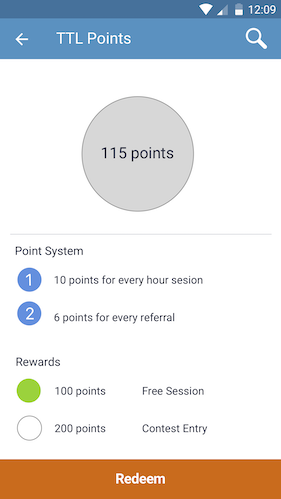 12:09
TTL Points
115 points
Point System
1 10 points for every hour sesion
2 6 points for every referral
Rewards
100 points Free Session
200 points Contest Entry
Redeem